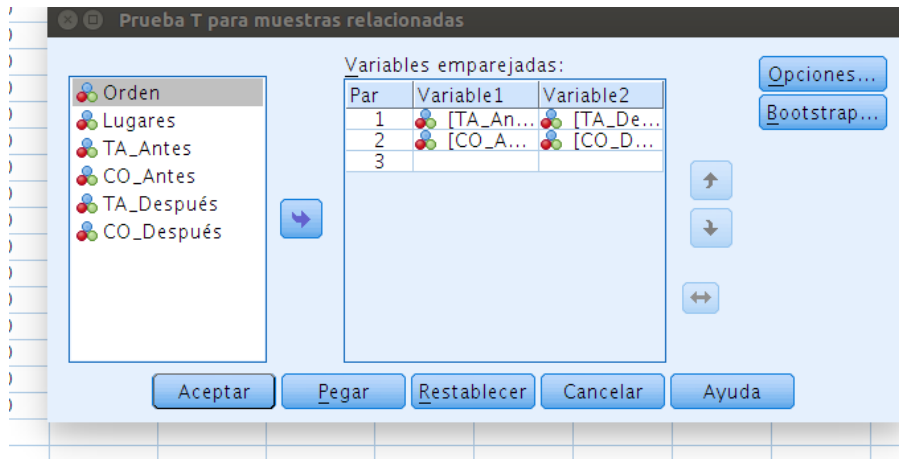 Prueba T para muestras relacionadas
Variables emparejadas:
Orden
Lugares
TA_Antes
CO_Antes
TA_Después
CO_Después
Par Variable1 Variable2
1 [TA_An... [TA_De...
2 [CO_A... [CO_D...
3
Opciones...
Bootstrap...
Aceptar Pegar Restablecer Cancelar Ayuda